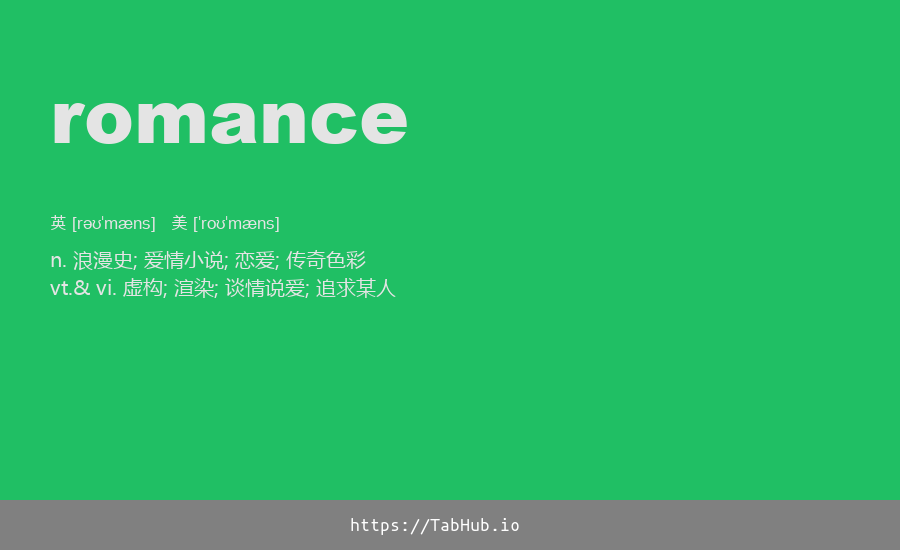 romance
英 [rəʊ'mæns] 美 ['roʊ'mæns]
n. 浪漫史; 爱情小说; 恋爱; 传奇色彩
vt.& vi. 虚构; 渲染; 谈情说爱; 追求某人
https://TabHub.io